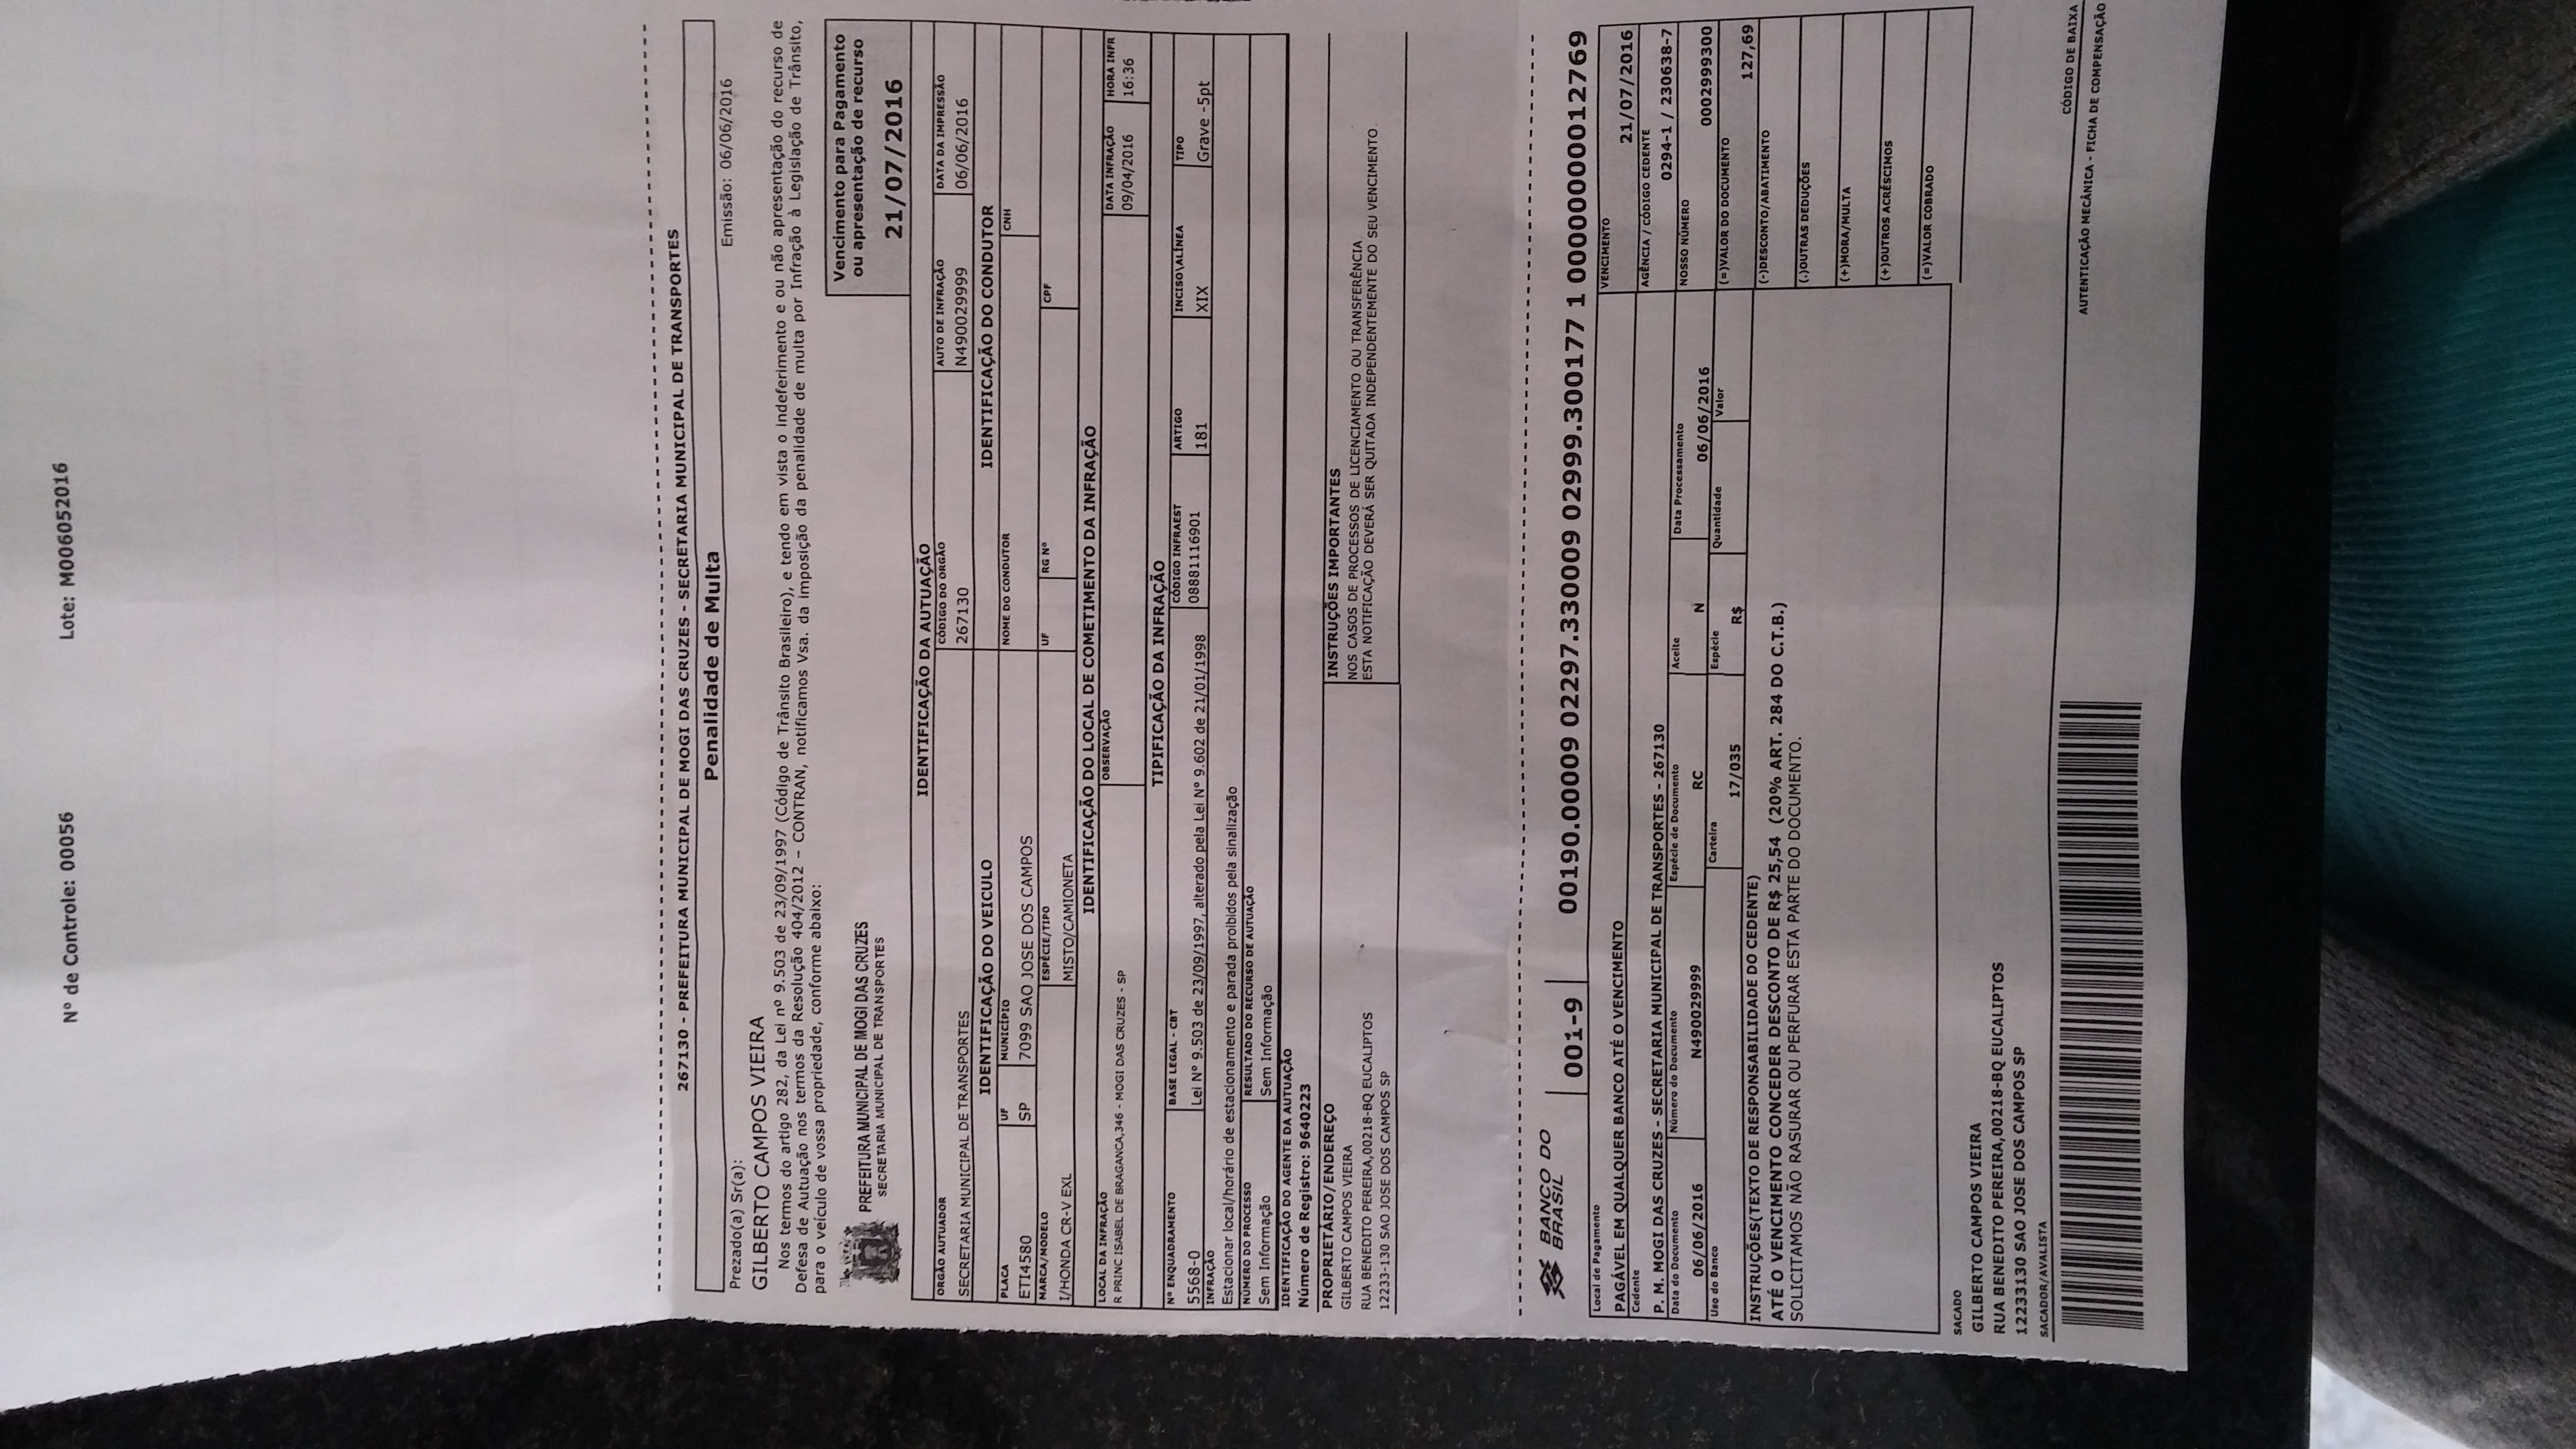 Nº de Controle: 00056 Lote: M006052016
267130 - PREFEITURA MUNICIPAL DE MOGI DAS CRUZES - SECRETARIA MUNICIPAL DE TRANSPORTES
Penalidade de Multa
Prezado(a) Sr(a): Emissão: 06/06/2016
GILBERTO CAMPOS VIEIRA
Nos termos do artigo 282, da Lei nº 9.503 de 23/09/1997 (Código de Trânsito Brasileiro), e tendo em vista o indeferimento e ou não apresentação do recurso de
Defesa de Autuação nos termos da Resolução 404/2012 – CONTRAN, notificamos Vsa. da imposição da penalidade de multa por Infração à Legislação de Trânsito,
para o veículo de vossa propriedade, conforme abaixo:
PREFEITURA MUNICIPAL DE MOGI DAS CRUZES
SECRETARIA MUNICIPAL DE TRANSPORTES
Vencimento para Pagamento
ou apresentação de recurso
21/07/2016
IDENTIFICAÇÃO DA AUTUAÇÃO
ORGÃO AUTUADOR CÓDIGO DO ORGÃO AUTO DE INFRAÇÃO DATA DA IMPRESSÃO
SECRETARIA MUNICIPAL DE TRANSPORTES 267130 N490029999 06/06/2016
IDENTIFICAÇÃO DO VEICULO IDENTIFICAÇÃO DO CONDUTOR
PLACA UF MUNICÍPIO NOME DO CONDUTOR CNH
ETI4580 SP 7099 SAO JOSE DOS CAMPOS
MARCA/MODELO ESPÉCIE/TIPO UF RG Nº CPF
I/HONDA CR-V EXL MISTO/CAMIONETA
IDENTIFICAÇÃO DO LOCAL DE COMETIMENTO DA INFRAÇÃO
LOCAL DA INFRAÇÃO OBSERVAÇÃO DATA INFRAÇÃO HORA INFR
R PRINC ISABEL DE BRAGANCA,346 - MOGI DAS CRUZES - SP 09/04/2016 16:36
TIPIFICAÇÃO DA INFRAÇÃO
Nº ENQUADRAMENTO BASE LEGAL - CBT CÓDIGO INFRAEST ARTIGO INCISO\ALÍNEA TIPO
5568-0 Lei Nº 9.503 de 23/09/1997, alterado pela Lei Nº 9.602 de 21/01/1998 08881116901 181 XIX Grave -5pt
INFRAÇÃO
Estacionar local/horário de estacionamento e parada proibidos pela sinalização
NÚMERO DO PROCESSO RESULTADO DO RECURSO DE AUTUAÇÃO
Sem Informação Sem Informação
IDENTIFICAÇÃO DO AGENTE DA AUTUAÇÃO
Número de Registro: 9640223
PROPRIETÁRIO/ENDEREÇO INSTRUÇÕES IMPORTANTES
GILBERTO CAMPOS VIEIRA NOS CASOS DE PROCESSOS DE LICENCIAMENTO OU TRANSFERÊNCIA
RUA BENEDITO PEREIRA,00218-BQ EUCALIPTOS ESTA NOTIFICAÇÃO DEVERÁ SER QUITADA INDEPENDENTEMENTE DO SEU VENCIMENTO.
12233-130 SAO JOSE DOS CAMPOS SP
BANCO DO
BRASIL 001-9 00190.00009 02297.330009 02999.300177 1 00000000012769
Local de Pagamento VENCIMENTO
PAGÁVEL EM QUALQUER BANCO ATÉ O VENCIMENTO 21/07/2016
Cedente AGÊNCIA / CÓDIGO CEDENTE
P. M. MOGI DAS CRUZES - SECRETARIA MUNICIPAL DE TRANSPORTES - 267130 0294-1 / 230638-7
Data do Documento Número do Documento Espécie de Documento Aceite Data Processamento NOSSO NÚMERO
06/06/2016 N490029999 RC N 06/06/2016 0002999300
Uso do Banco Carteira Espécie Quantidade Valor (=)VALOR DO DOCUMENTO
17/035 R$ 127,69
INSTRUÇÕES(TEXTO DE RESPONSABILIDADE DO CEDENTE) (-)DESCONTO/ABATIMENTO
ATÉ O VENCIMENTO CONCEDER DESCONTO DE R$ 25,54 (20% ART. 284 DO C.T.B.)
SOLICITAMOS NÃO RASURAR OU PERFURAR ESTA PARTE DO DOCUMENTO.
(-)OUTRAS DEDUÇÕES
(+)MORA/MULTA
(+)OUTROS ACRÉSCIMOS
(=)VALOR COBRADO
SACADO
GILBERTO CAMPOS VIEIRA
RUA BENEDITO PEREIRA,00218-BQ EUCALIPTOS
12233130 SAO JOSE DOS CAMPOS SP
SACADOR/AVALISTA CÓDIGO DE BAIXA
AUTENTICAÇÃO MECÂNICA - FICHA DE COMPENSAÇÃO